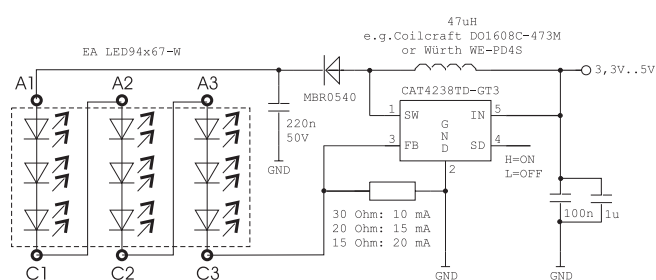 47uH
e.g.Coilcraft DO1608C-473M
or Würth WE-PD4S
EA LED94x67-W
3,3V..5V
A1 A2 A3
MBR0540
CAT4238TD-GT3
220n
50V
GND
1 SW IN 5
3 FB GND SD 4
2
H=ON
L=OFF
30 Ohm: 10 mA
20 Ohm: 15 mA
15 Ohm: 20 mA
100n 1u
C1 C2 C3
GND GND